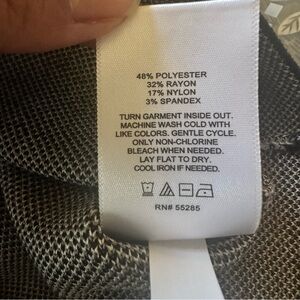 48% POLYESTER
32% RAYON
17% NYLON
3% SPANDEX
TURN GARMENT INSIDE OUT.
MACHINE WASH COLD WITH
LIKE COLORS. GENTLE CYCLE.
ONLY NON-CHLORINE
BLEACH WHEN NEEDED.
LAY FLAT TO DRY.
COOL IRON IF NEEDED.
RN# 55285